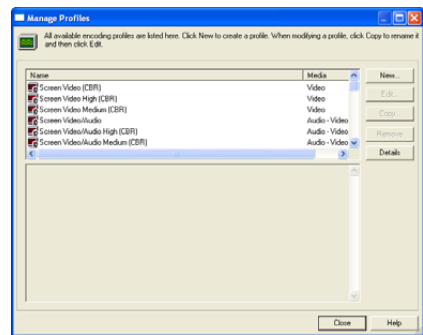 Manage Profiles
All available encoding profiles are listed here. Click New to create a profile. When modifying a profile, click Copy to rename it
and then click Edit.
Name Media
Screen Video (CBR) Video
Screen Video High (CBR) Video
Screen Video Medium (CBR) Video
Screen Video/Audio Audio - Video
Screen Video/Audio High (CBR) Audio - Video
Screen Video/Audio Medium (CBR) Audio - Video
New...
Edit...
Copy...
Remove
Details
Close Help